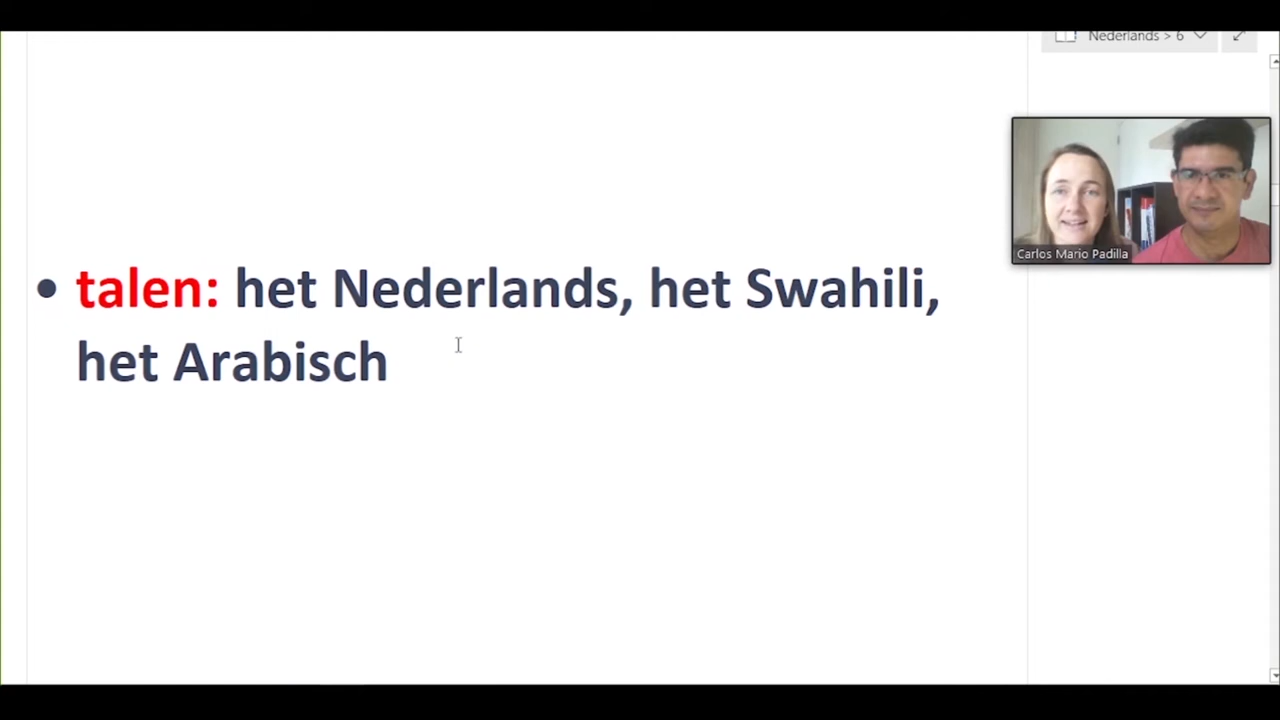 Nederlands > 6
• talen: het Nederlands, het Swahili,
het Arabisch
Carlos Mario Padilla